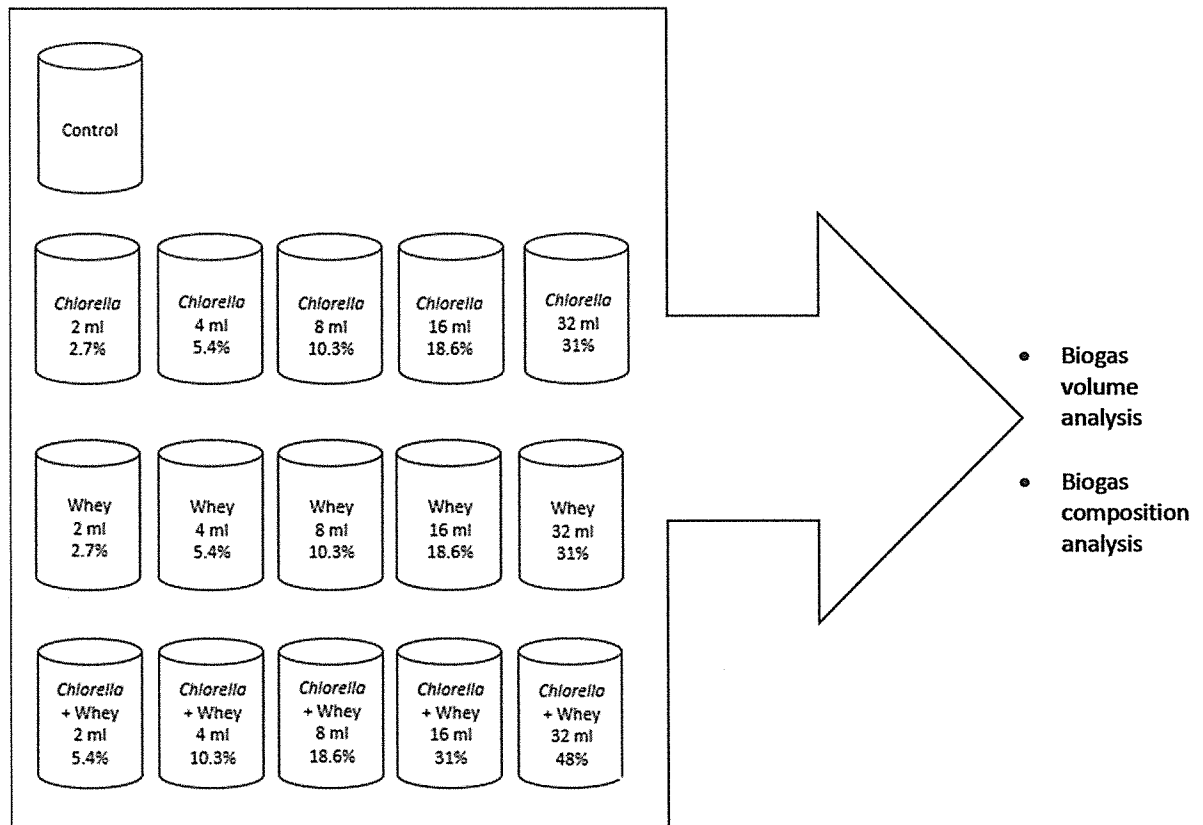 Control
Chlorella
2 ml
2.7%
Chlorella
4 ml
5.4%
Chlorella
8 ml
10.3%
Chlorella
16 ml
18.6%
Chlorella
32 ml
31%
Whey
2 ml
2.7%
Whey
4 ml
5.4%
Whey
8 ml
10.3%
Whey
16 ml
18.6%
Whey
32 ml
31%
Chlorella
+ Whey
2 ml
5.4%
Chlorella
+ Whey
4 ml
10.3%
Chlorella
+ Whey
8 ml
18.6%
Chlorella
+ Whey
16 ml
31%
Chlorella
+ Whey
32 ml
48%
• Biogas
volume
analysis
• Biogas
composition
analysis